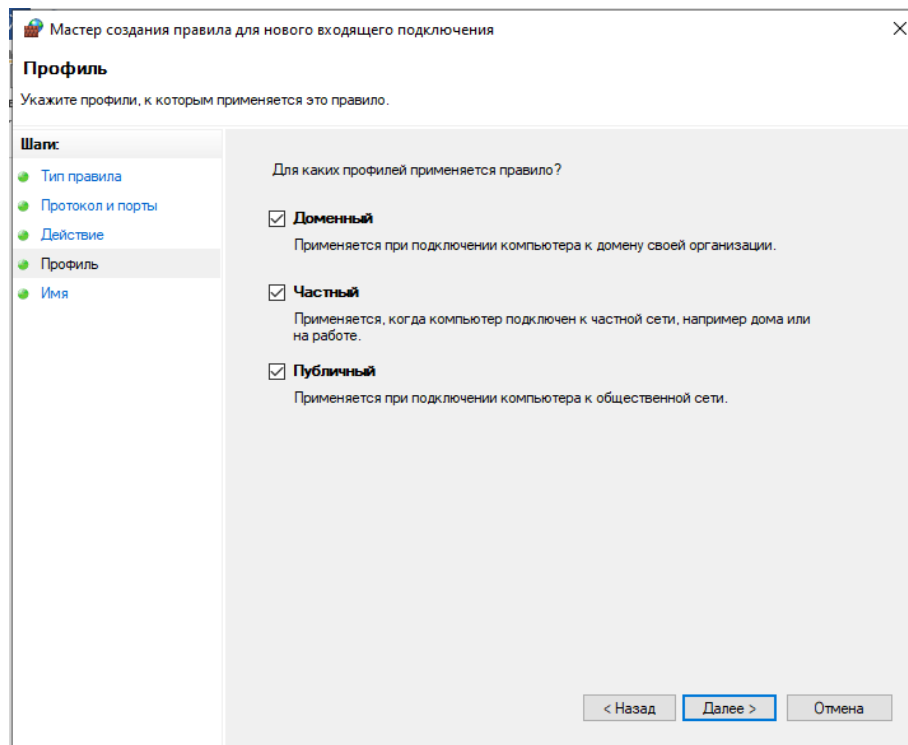 Мастер создания правила для нового входящего подключения
Профиль
Укажите профили, к которым применяется это правило.
Шаги:
Тип правила
Протокол и порты
Действие
Профиль
Имя
Для каких профилей применяется правило?
Доменный
Применяется при подключении компьютера к домену своей организации.
Частный
Применяется, когда компьютер подключен к частной сети, например дома или
на работе.
Публичный
Применяется при подключении компьютера к общественной сети.
< Назад
Далее >
Отмена